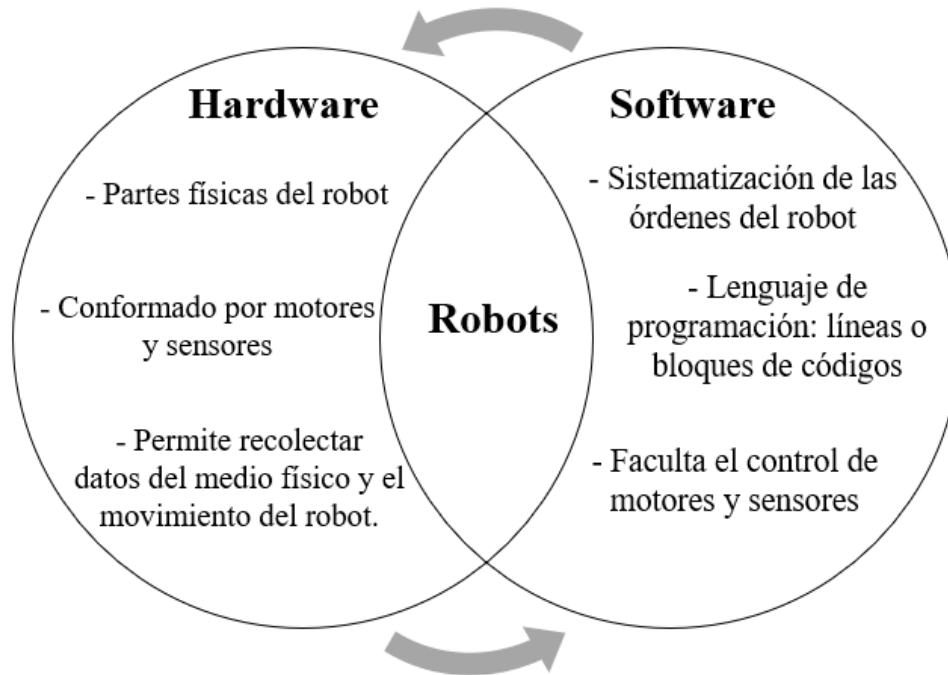 Hardware
- Partes físicas del robot
- Conformado por motores
y sensores
- Permite recolectar
datos del medio físico y el
movimiento del robot.
Robots
Software
- Sistematización de las
órdenes del robot
- Lenguaje de
programación: líneas o
bloques de códigos
- Faculta el control de
motores y sensores